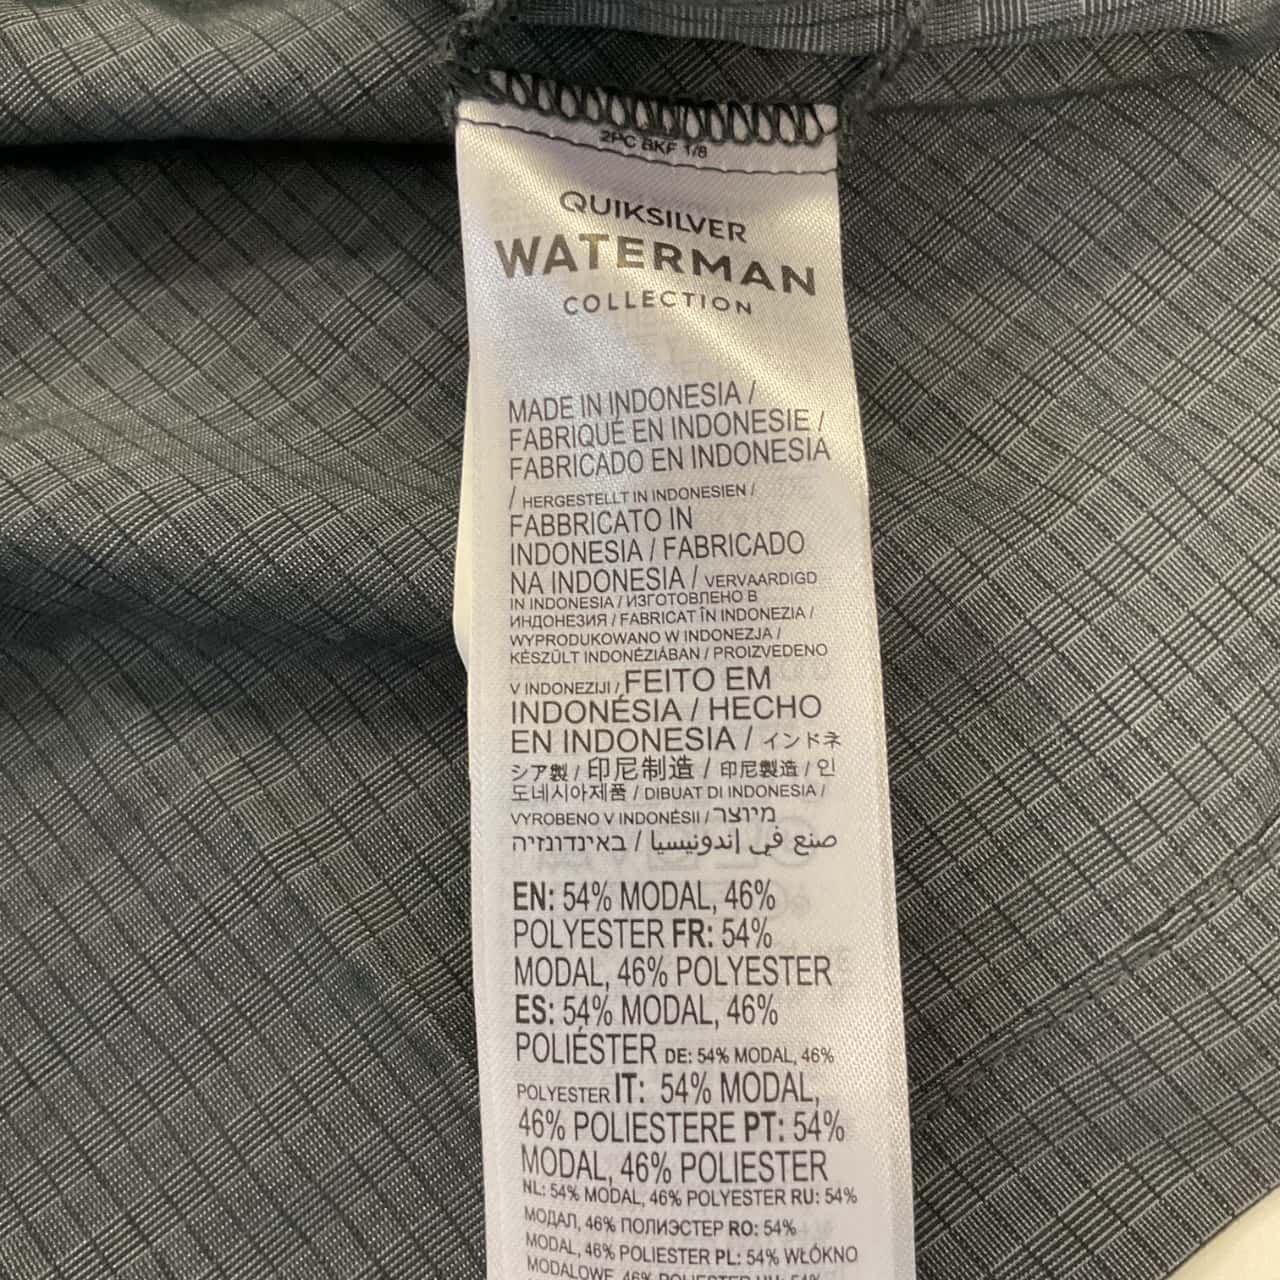 2PC BKF 1/8
QUIKSILVER
WATERMAN
COLLECTION
MADE IN INDONESIA /
FABRIQUÉ EN INDONESIE /
FABRICADO EN INDONESIA
/ HERGESTELLT IN INDONESIEN /
FABBRICATO IN
INDONESIA / FABRICADO
NA INDONESIA / VERVAARDIGD
IN INDONESIA / ИЗГОТОВЛЕНО В
ИНДОНЕЗИЯ / FABRICAT ÎN INDONEZIA /
WYPRODUKOWANO W INDONEZJA /
KÉSZÜLT INDONÉZIÁBAN / PROIZVEDENO
V INDONEZIJI / FEITO EM
INDONÉSIA / HECHO
EN INDONESIA / インドネ
シア製 / 印尼制造 / 印尼製造 / 인
도네시아제품 / DIBUAT DI INDONESIA /
VYROBENO V INDONÉSII / מיוצר
באינדונזיה / صنع في إندونيسيا
EN: 54% MODAL, 46%
POLYESTER FR: 54%
MODAL, 46% POLYESTER
ES: 54% MODAL, 46%
POLIÉSTER DE: 54% MODAL, 46%
POLYESTER IT: 54% MODAL,
46% POLIESTERE PT: 54%
MODAL, 46% POLIESTER
NL: 54% MODAL, 46% POLYESTER RU: 54%
МОДАЛ, 46% ПОЛИЭСТЕР RO: 54%
MODAL, 46% POLIESTER PL: 54% WŁÓKNO
MODALOWE, 46% POLIESTER HU: 54%